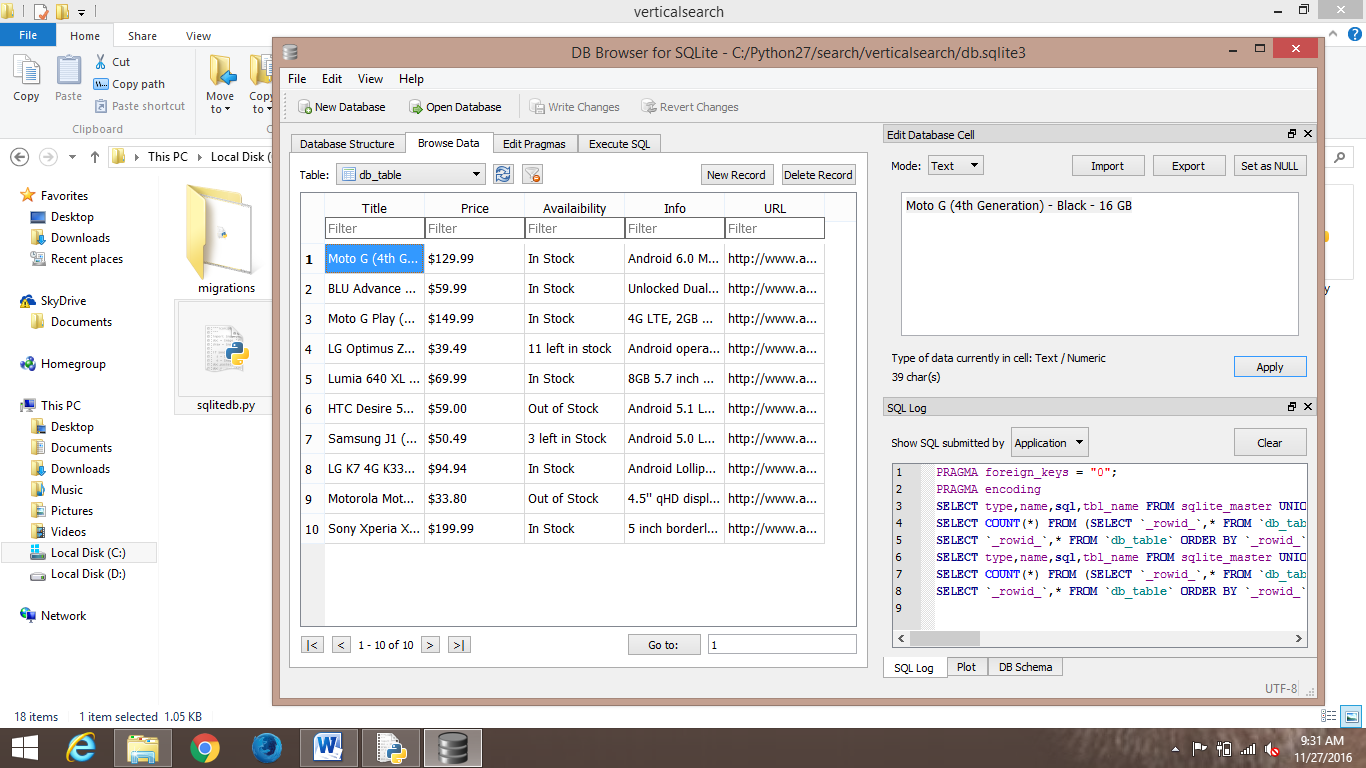 verticalsearch
File Home Share View
Copy Paste Cut
Copy path
Paste shortcut
Clipboard
Move to
This PC Local Disk (
Favorites
Desktop
Downloads
Recent places
SkyDrive
Documents
Homegroup
This PC
Desktop
Documents
Downloads
Music
Pictures
Videos
Local Disk (C:)
Local Disk (D:)
Network
migrations
sqlitedb.py
18 items 1 item selected 1.05 KB
DB Browser for SQLite - C:/Python27/search/verticalsearch/db.sqlite3
File Edit View Help
New Database Open Database Write Changes Revert Changes
Database Structure Browse Data Edit Pragmas Execute SQL
Table: db_table New Record Delete Record
Title Price Availaibility Info URL
Filter Filter Filter Filter Filter
1 Moto G (4th G... $129.99 In Stock Android 6.0 M... http://www.a...
2 BLU Advance ... $59.99 In Stock Unlocked Dual... http://www.a...
3 Moto G Play (... $149.99 In Stock 4G LTE, 2GB ... http://www.a...
4 LG Optimus Z... $39.49 11 left in stock Android opera... http://www.a...
5 Lumia 640 XL ... $69.99 In Stock 8GB 5.7 inch ... http://www.a...
6 HTC Desire 5... $59.00 Out of Stock Android 5.1 L... http://www.a...
7 Samsung J1 (... $50.49 3 left in Stock Android 5.0 L... http://www.a...
8 LG K7 4G K33... $94.94 In Stock Android Lollip... http://www.a...
9 Motorola Mot... $33.80 Out of Stock 4.5" qHD displ... http://www.a...
10 Sony Xperia X... $199.99 In Stock 5 inch borderl... http://www.a...
|< < 1 - 10 of 10 > >| Go to: 1
Edit Database Cell
Mode: Text Import Export Set as NULL
Moto G (4th Generation) - Black - 16 GB
Type of data currently in cell: Text / Numeric
39 char(s)
Apply
SQL Log
Show SQL submitted by Application Clear
1 PRAGMA foreign_keys = "0";
2 PRAGMA encoding
3 SELECT type,name,sql,tbl_name FROM sqlite_master UNIO
4 SELECT COUNT(*) FROM (SELECT `_rowid_`,* FROM `db_tab
5 SELECT `_rowid_`,* FROM `db_table` ORDER BY `_rowid_`
6 SELECT type,name,sql,tbl_name FROM sqlite_master UNIO
7 SELECT COUNT(*) FROM (SELECT `_rowid_`,* FROM `db_tab
8 SELECT `_rowid_`,* FROM `db_table` ORDER BY `_rowid_`
9
SQL Log Plot DB Schema
UTF-8
9:31 AM
11/27/2016